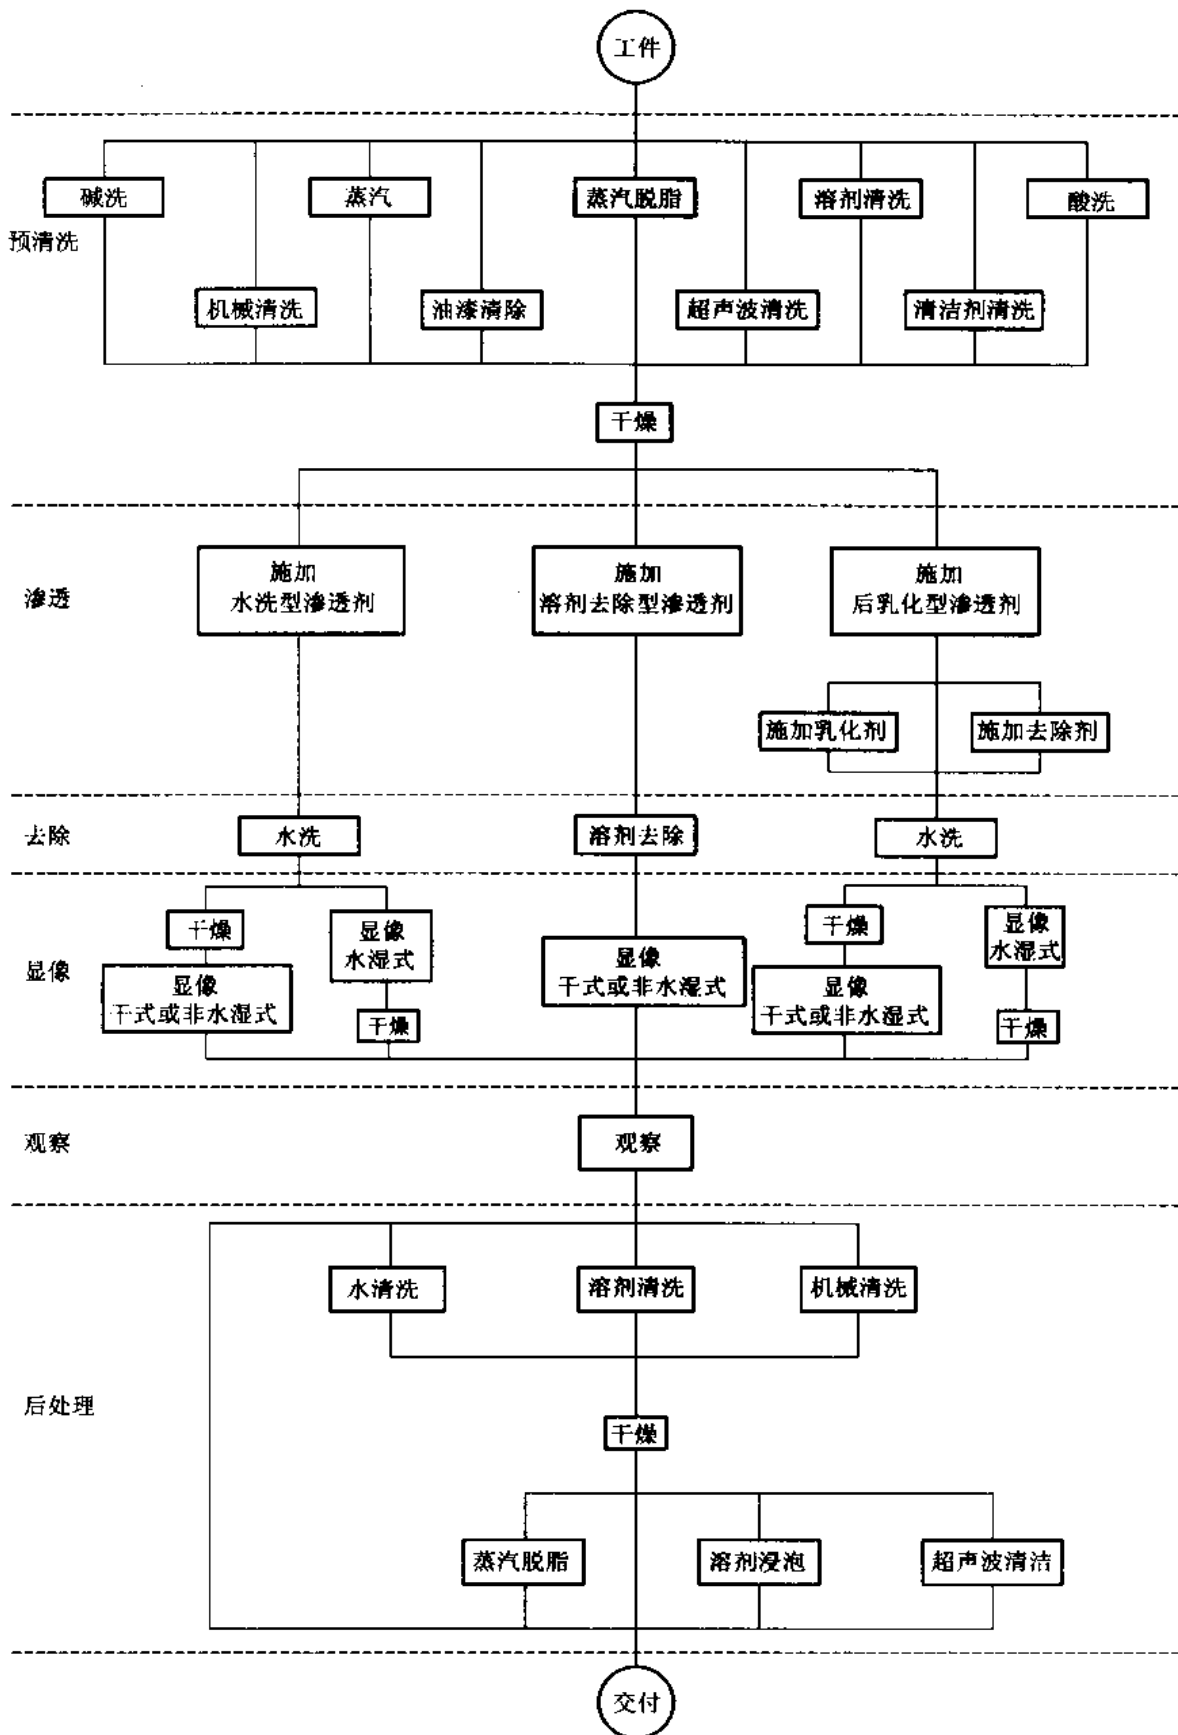 工件
碱洗
蒸汽
蒸汽脱脂
溶剂清洗
酸洗
预清洗
机械清洗
油漆清除
超声波清洗
清洁剂清洗
干燥
渗透
施加
水洗型渗透剂
施加
溶剂去除型渗透剂
施加
后乳化型渗透剂
施加乳化剂
施加去除剂
去除
水洗
溶剂去除
水洗
显像
干燥
显像
干式或非水湿式
显像
水湿式
干燥
显像
干式或非水湿式
干燥
显像
干式或非水湿式
显像
水湿式
干燥
观察
观察
后处理
水清洗
溶剂清洗
机械清洗
干燥
蒸汽脱脂
溶剂浸泡
超声波清洁
交付